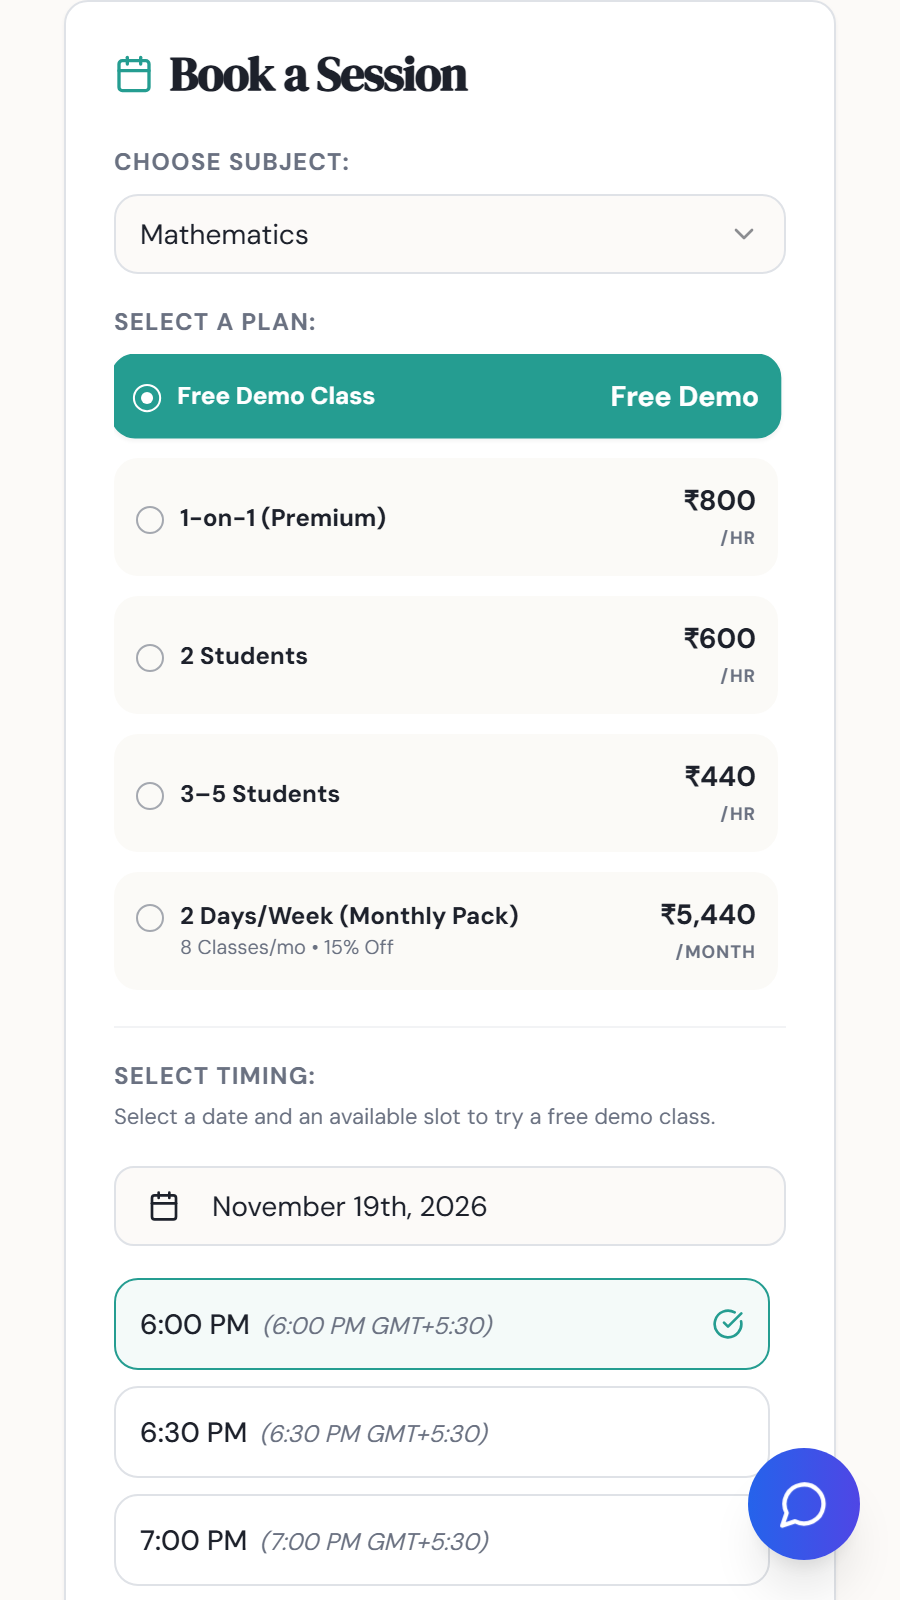 Book a Session
CHOOSE SUBJECT:
Mathematics
SELECT A PLAN:
Free Demo Class Free Demo
1-on-1 (Premium) ₹800
/HR
2 Students ₹600
/HR
3–5 Students ₹440
/HR
2 Days/Week (Monthly Pack) ₹5,440
8 Classes/mo • 15% Off /MONTH
SELECT TIMING:
Select a date and an available slot to try a free demo class.
November 19th, 2026
6:00 PM (6:00 PM GMT+5:30)
6:30 PM (6:30 PM GMT+5:30)
7:00 PM (7:00 PM GMT+5:30)